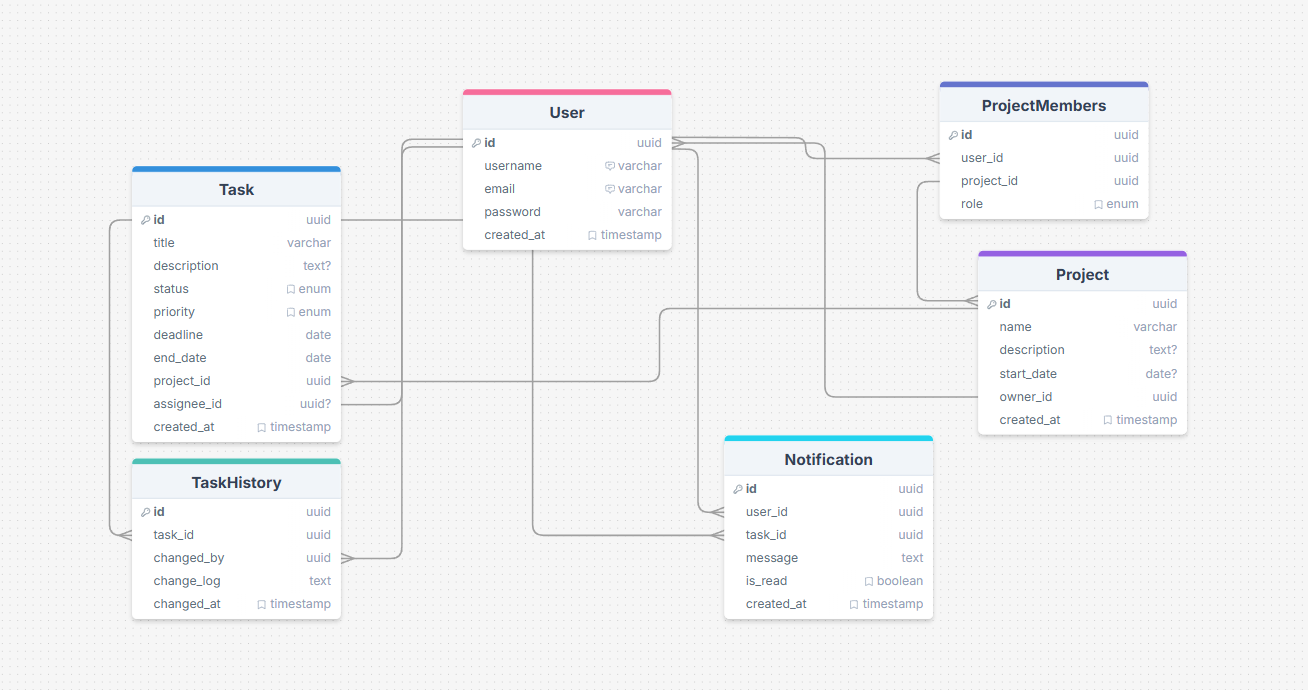 User
id uuid
username varchar
email varchar
password varchar
created_at timestamp
ProjectMembers
id uuid
user_id uuid
project_id uuid
role enum
Task
id uuid
title varchar
description text?
status enum
priority enum
deadline date
end_date date
project_id uuid
assignee_id uuid?
created_at timestamp
Project
id uuid
name varchar
description text?
start_date date?
owner_id uuid
created_at timestamp
TaskHistory
id uuid
task_id uuid
changed_by uuid
change_log text
changed_at timestamp
Notification
id uuid
user_id uuid
task_id uuid
message text
is_read boolean
created_at timestamp